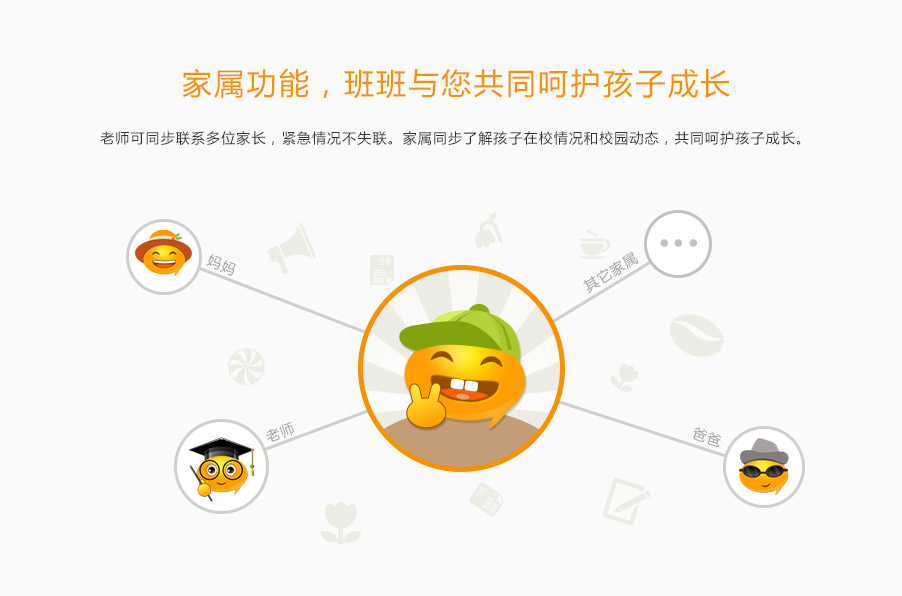 家属功能，班班与您共同呵护孩子成长
老师可同步联系多位家长，紧急情况不失联。家属同步了解孩子在校情况和校园动态，共同呵护孩子成长。
妈妈
其它家属
老师
爸爸